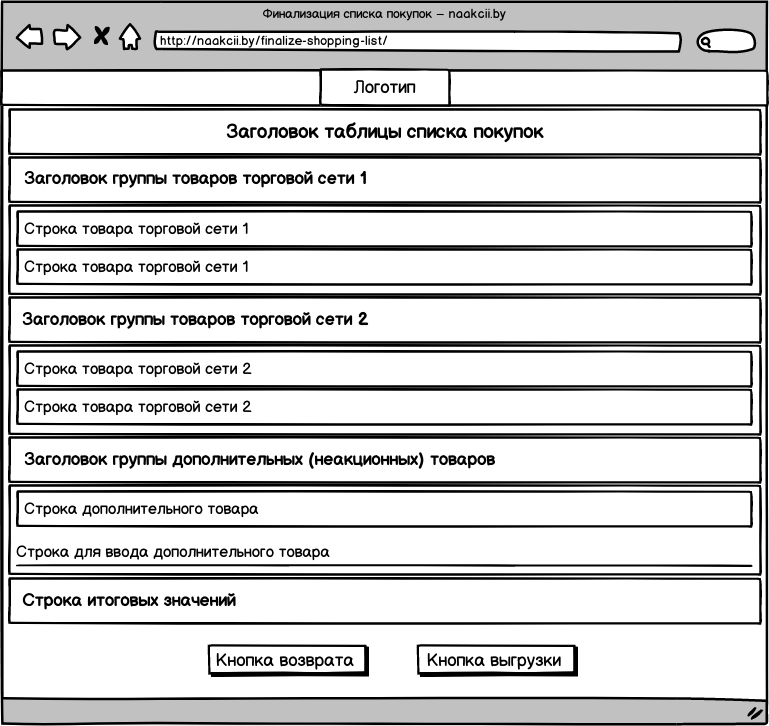 Финализация списка покупок – naakcii.by
http://naakcii.by/finalize-shopping-list/
Логотип
Заголовок таблицы списка покупок
Заголовок группы товаров торговой сети 1
Строка товара торговой сети 1
Строка товара торговой сети 1
Заголовок группы товаров торговой сети 2
Строка товара торговой сети 2
Строка товара торговой сети 2
Заголовок группы дополнительных (неакционных) товаров
Строка дополнительного товара
Строка для ввода дополнительного товара
Строка итоговых значений
Кнопка возврата Кнопка выгрузки